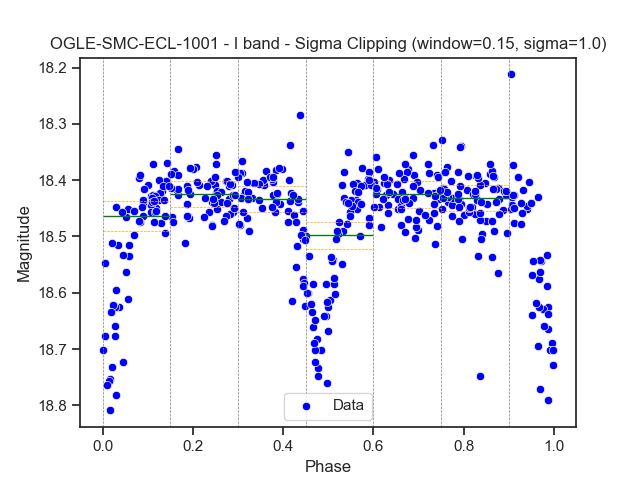 OGLE-SMC-ECL-1001 - I band - Sigma Clipping (window=0.15, sigma=1.0)
18.2
18.3
18.4
18.5
18.6
18.7
18.8
Magnitude
Data
0.0 0.2 0.4 0.6 0.8 1.0
Phase